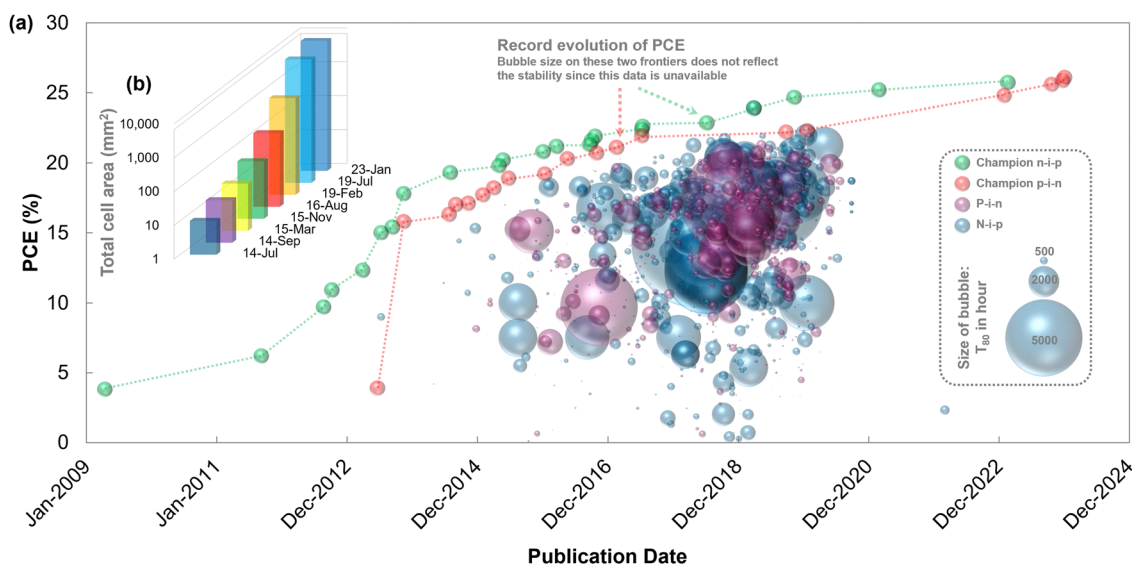 (a)
30
25
20
15
10
5
0
PCE (%)
Record evolution of PCE
Bubble size on these two frontiers does not reflect
the stability since this data is unavailable
(b)
Total cell area (mm²)
10,000
1,000
100
10
1
23-Jan
19-Jul
19-Feb
16-Aug
15-Nov
15-Mar
14-Sep
14-Jul
Champion n-i-p
Champion p-i-n
P-i-n
N-i-p
Size of bubble:
T₈₀ in hour
500
2000
5000
Jan-2009
Jan-2011
Dec-2012
Dec-2014
Dec-2016
Dec-2018
Dec-2020
Dec-2022
Dec-2024
Publication Date